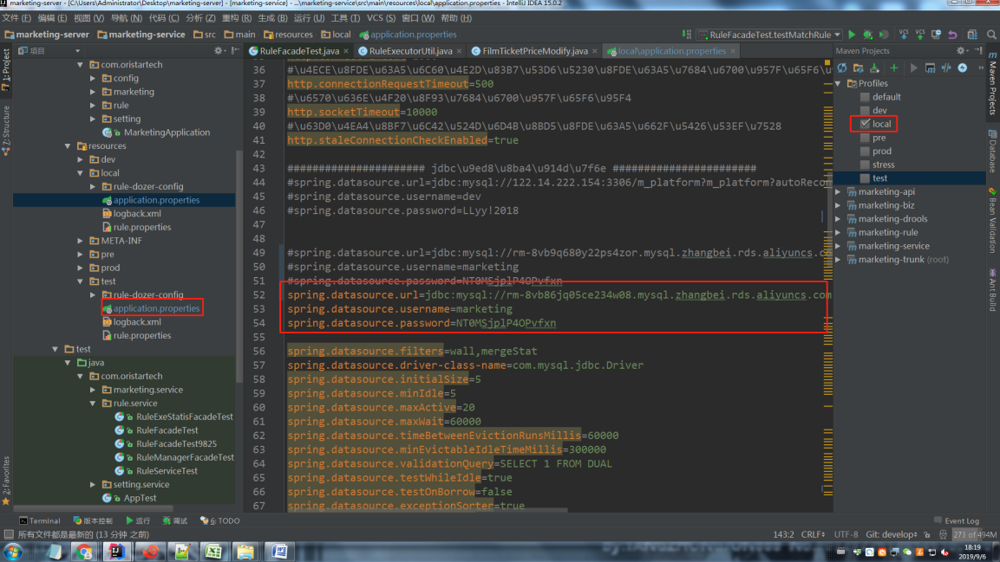 marketing-server - [C:\Users\Administrator\Desktop\marketing-server] - [marketing-service] - ...\marketing-service\src\main\resources\local\application.properties - IntelliJ IDEA 15.0.2
文件 (F) 编辑 (E) 视图 (V) 导航 (N) 代码 (C) 分析 (Z) 重构 (R) 生成 (B) 运行 (U) 工具 (T) VCS (S) 窗口 (W) 帮助 (H)
marketing-server marketing-service src main resources local application.properties
RuleFacadeTest.testMatchRule
VCS VCS
项目
RuleFacadeTest.java RuleExecutorUtil.java FilmTicketPriceModify.java local\application.properties
Maven Projects
1: Project
7: Structure
2: Favorites
com.oristartech
config
marketing
rule
setting
MarketingApplication
resources
dev
local
rule-dozer-config
application.properties
logback.xml
rule.properties
META-INF
pre
prod
test
rule-dozer-config
application.properties
logback.xml
rule.properties
test
java
com.oristartech
marketing.service
rule.service
RuleExeStatisFacadeTest
RuleFacadeTest
RuleFacadeTest9825
RuleManagerFacadeTest
RuleServiceTest
setting.service
AppTest
36 #\u4ECE\u8FDE\u63A5\u6C60\u4E2D\u83B7\u53D6\u5230\u8FDE\u63A5\u7684\u6700\u957F\u65F6\u
37 http.connectionRequestTimeout=500
38 #\u6570\u636E\u4F20\u8F93\u7684\u6700\u957F\u65F6\u95F4
39 http.socketTimeout=10000
40 #\u63D0\u4EA4\u8BF7\u6C42\u524D\u6D4B\u8BD5\u8FDE\u63A5\u662F\u5426\u53EF\u7528
41 http.staleConnectionCheckEnabled=true
42
43 ###################### jdbc\u9ed8\u8ba4\u914d\u7f6e #######################
44 #spring.datasource.url=jdbc:mysql://122.14.222.154:3306/m_platform?m_platform?autoRecon
45 #spring.datasource.username=dev
46 #spring.datasource.password=LLyy!2018
47
48
49 #spring.datasource.url=jdbc:mysql://rm-8vb9q680y22ps4zor.mysql.zhangbei.rds.aliyuncs.co
50 #spring.datasource.username=marketing
51 #spring.datasource.password=NT0MSjplP4OPvfxn
52 spring.datasource.url=jdbc:mysql://rm-8vb86jq05ce234w08.mysql.zhangbei.rds.aliyuncs.com
53 spring.datasource.username=marketing
54 spring.datasource.password=NT0MSjplP4OPvfxn
55
56 spring.datasource.filters=wall,mergeStat
57 spring.datasource.driver-class-name=com.mysql.jdbc.Driver
58 spring.datasource.initialSize=5
59 spring.datasource.minIdle=5
60 spring.datasource.maxActive=20
61 spring.datasource.maxWait=60000
62 spring.datasource.timeBetweenEvictionRunsMillis=60000
63 spring.datasource.minEvictableIdleTimeMillis=300000
64 spring.datasource.validationQuery=SELECT 1 FROM DUAL
65 spring.datasource.testWhileIdle=true
66 spring.datasource.testOnBorrow=false
67 spring.datasource.exceptionSorter=true
Profiles
default
dev
local
pre
prod
stress
test
marketing-api
marketing-biz
marketing-drools
marketing-rule
marketing-service
marketing-trunk (root)
Maven Projects
Database
Bean Validation
Ant Build
Terminal 版本控制 运行 调试 6: TODO
Event Log
所有文件都是最新的 (13 分钟 之前)
143:2 CRLF UTF-8 Git: develop 273 of 494M
18:19
2019/9/6